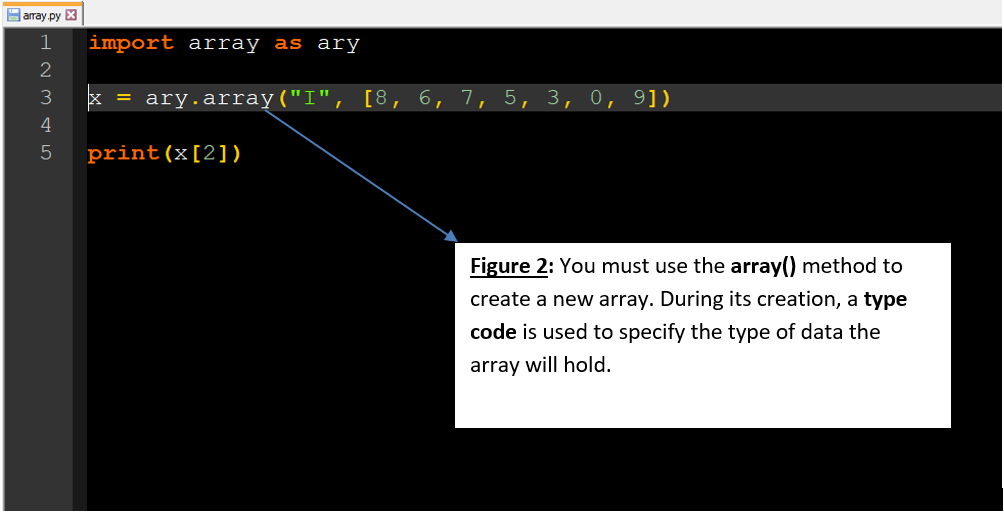 array.py
1 import array as ary
2
3 x = ary.array("I", [8, 6, 7, 5, 3, 0, 9])
4
5 print(x[2])
Figure 2: You must use the array() method to
create a new array. During its creation, a type
code is used to specify the type of data the
array will hold.